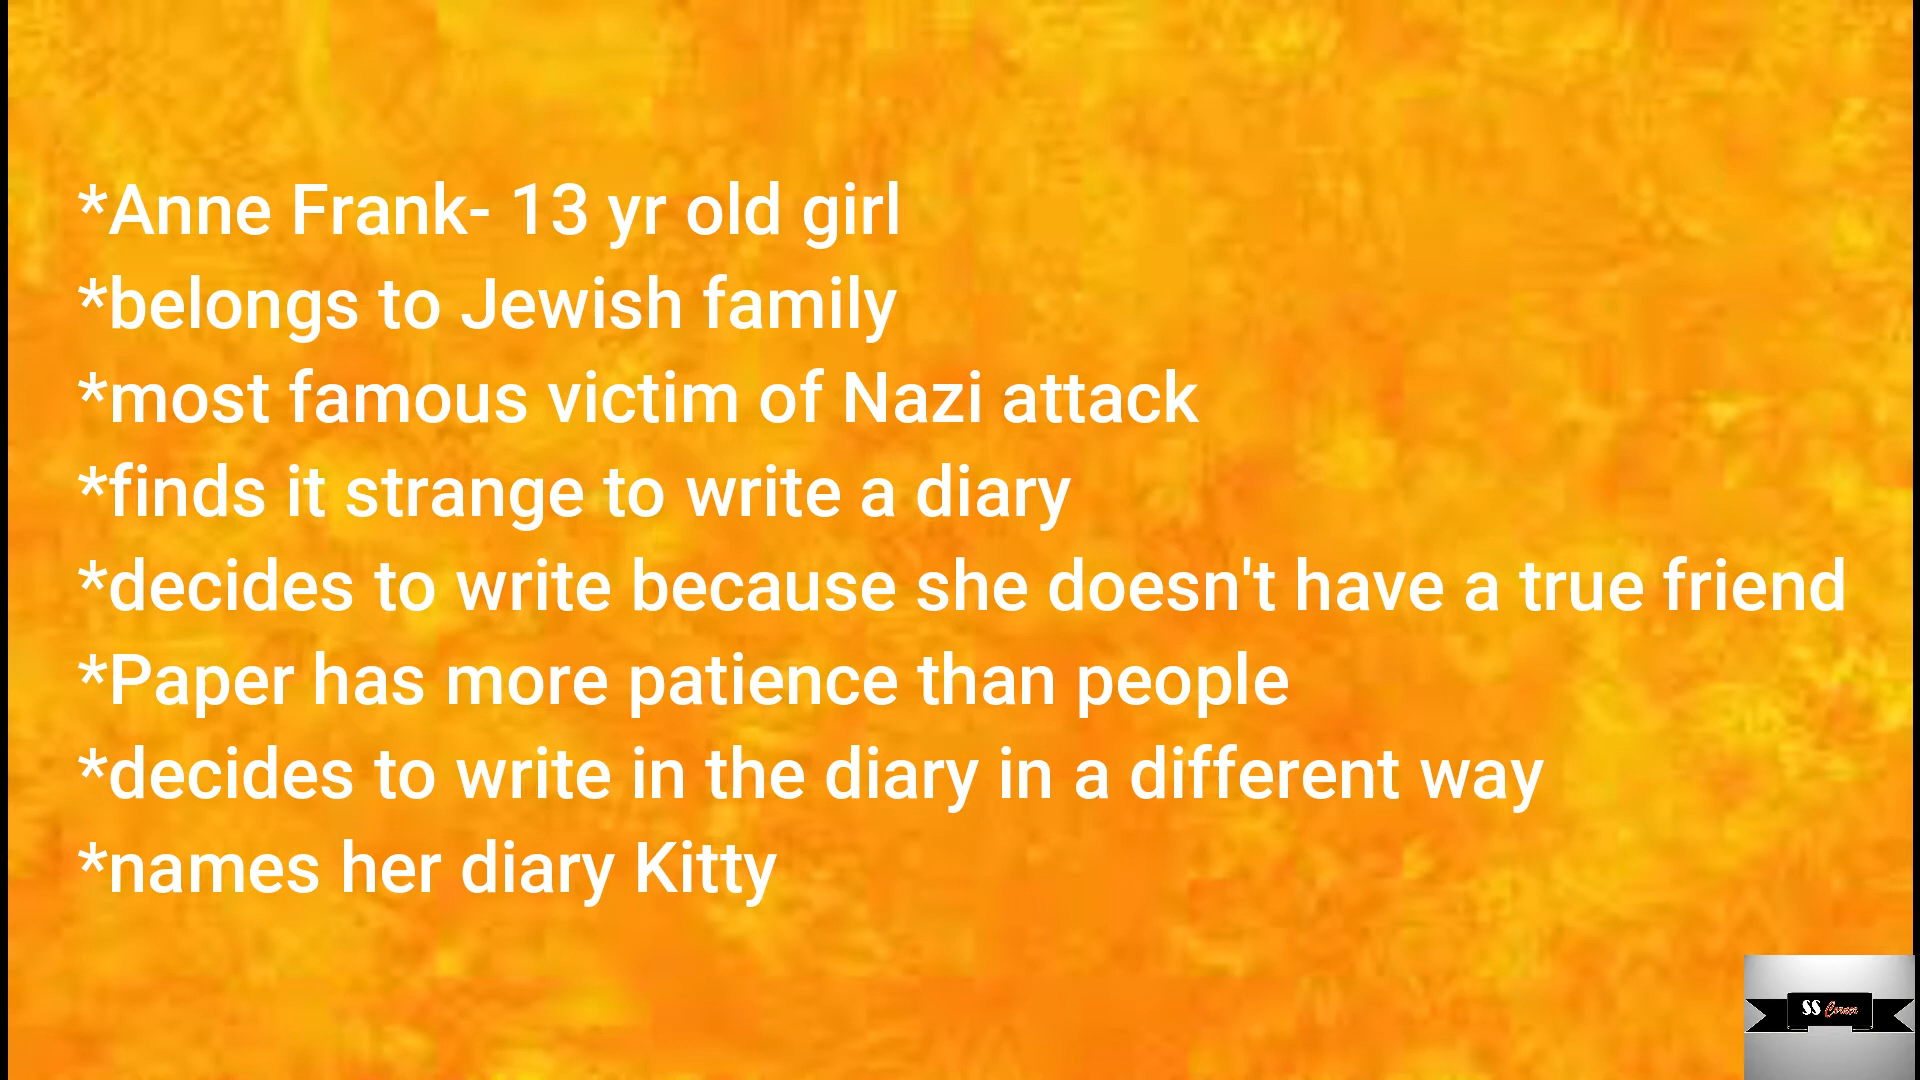 *Anne Frank- 13 yr old girl
*belongs to Jewish family
*most famous victim of Nazi attack
*finds it strange to write a diary
*decides to write because she doesn't have a true friend
*Paper has more patience than people
*decides to write in the diary in a different way
*names her diary Kitty
SS Corner